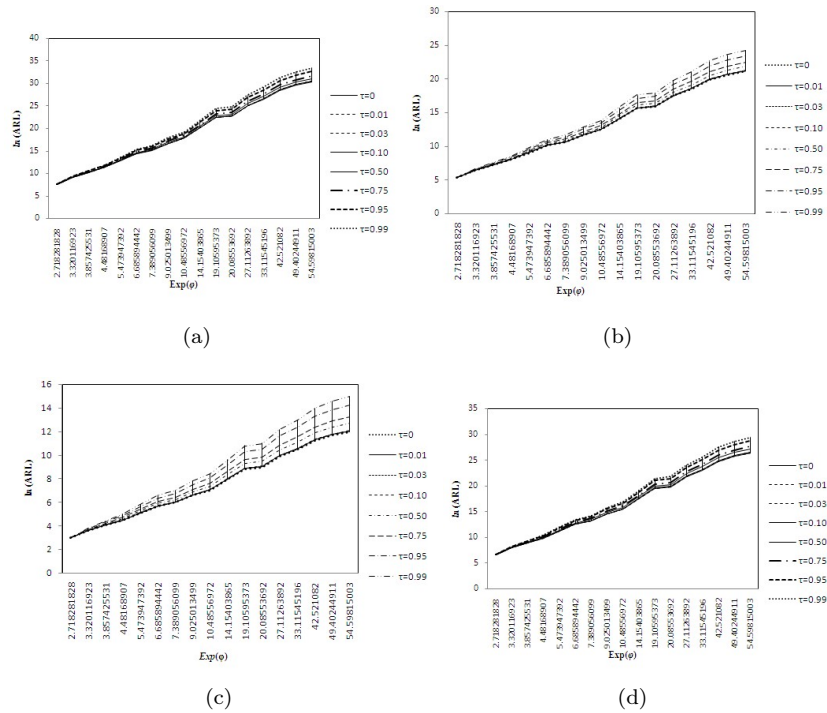 40
35
30
25
20
15
10
5
0
ln (ARL)
2.718281828
3.320116923
3.857425531
4.48168907
5.473947392
6.685894442
7.389056099
9.025013499
10.48556972
14.15403865
19.10595373
20.08553692
27.11263892
33.11545196
42.521082
49.40244911
54.59815003
Exp(φ)
τ=0
τ=0.01
τ=0.03
τ=0.10
τ=0.50
τ=0.75
τ=0.95
τ=0.99
(a)
30
25
20
15
10
5
0
ln (ARL)
2.718281828
3.320116923
3.857425531
4.48168907
5.473947392
6.685894442
7.389056099
9.025013499
10.48556972
14.15403865
19.10595373
20.08553692
27.11263892
33.11545196
42.521082
49.40244911
54.59815003
Exp(φ)
τ=0
τ=0.01
τ=0.03
τ=0.10
τ=0.50
τ=0.75
τ=0.95
τ=0.99
(b)
16
14
12
10
8
6
4
2
0
ln (ARL)
2.718281828
3.320116923
3.857425531
4.48168907
5.473947392
6.685894442
7.389056099
9.025013499
10.48556972
14.15403865
19.10595373
20.08553692
27.11263892
33.11545196
42.521082
49.40244911
54.59815003
Exp(φ)
τ=0
τ=0.01
τ=0.03
τ=0.10
τ=0.50
τ=0.75
τ=0.95
τ=0.99
(c)
35
30
25
20
15
10
5
0
ln (ARL)
2.718281828
3.320116923
3.857425531
4.48168907
5.473947392
6.685894442
7.389056099
9.025013499
10.48556972
14.15403865
19.10595373
20.08553692
27.11263892
33.11545196
42.521082
49.40244911
54.59815003
Exp(φ)
τ=0
τ=0.01
τ=0.03
τ=0.10
τ=0.50
τ=0.75
τ=0.95
τ=0.99
(d)